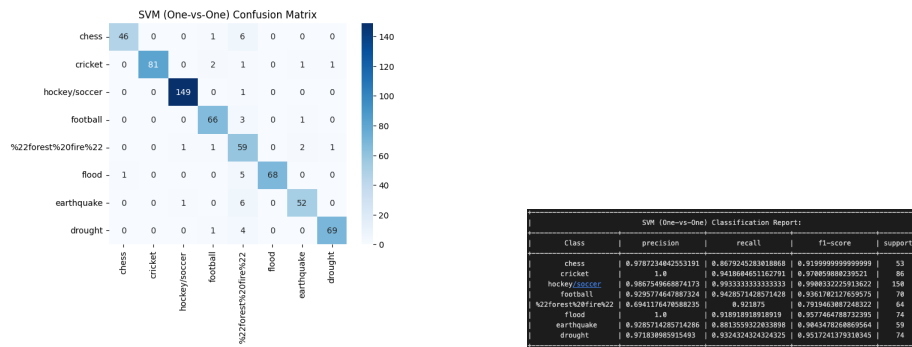 SVM (One-vs-One) Confusion Matrix
chess 46 0 0 1 6 0 0 0
cricket 0 81 0 2 1 0 1 1
hockey/soccer 0 0 149 0 1 0 0 0
football 0 0 0 66 3 0 1 0
%22forest%20fire%22 0 0 1 1 59 0 2 1
flood 1 0 0 0 5 68 0 0
earthquake 0 0 1 0 6 0 52 0
drought 0 0 0 1 4 0 0 69
chess cricket hockey/soccer football %22forest%20fire%22 flood earthquake drought
140
120
100
80
60
40
20
0
SVM (One-vs-One) Classification Report:
| Class | precision | recall | f1-score | support
| chess | 0.9787234042553191 | 0.8679245283018868 | 0.9199999999999999 | 53
| cricket | 1.0 | 0.9418604651162791 | 0.970059880239521 | 86
| hockey/soccer | 0.9867549668874173 | 0.9933333333333333 | 0.9900332225913622 | 150
| football | 0.9295774647887324 | 0.9428571428571428 | 0.9361702127659575 | 70
| %22forest%20fire%22 | 0.6941176470588235 | 0.921875 | 0.7919463087248322 | 64
| flood | 1.0 | 0.918918918918919 | 0.9577464788732395 | 74
| earthquake | 0.9285714285714286 | 0.8813559322033898 | 0.9043478260869564 | 59
| drought | 0.971830985915493 | 0.9324324324324325 | 0.9517241379310345 | 74